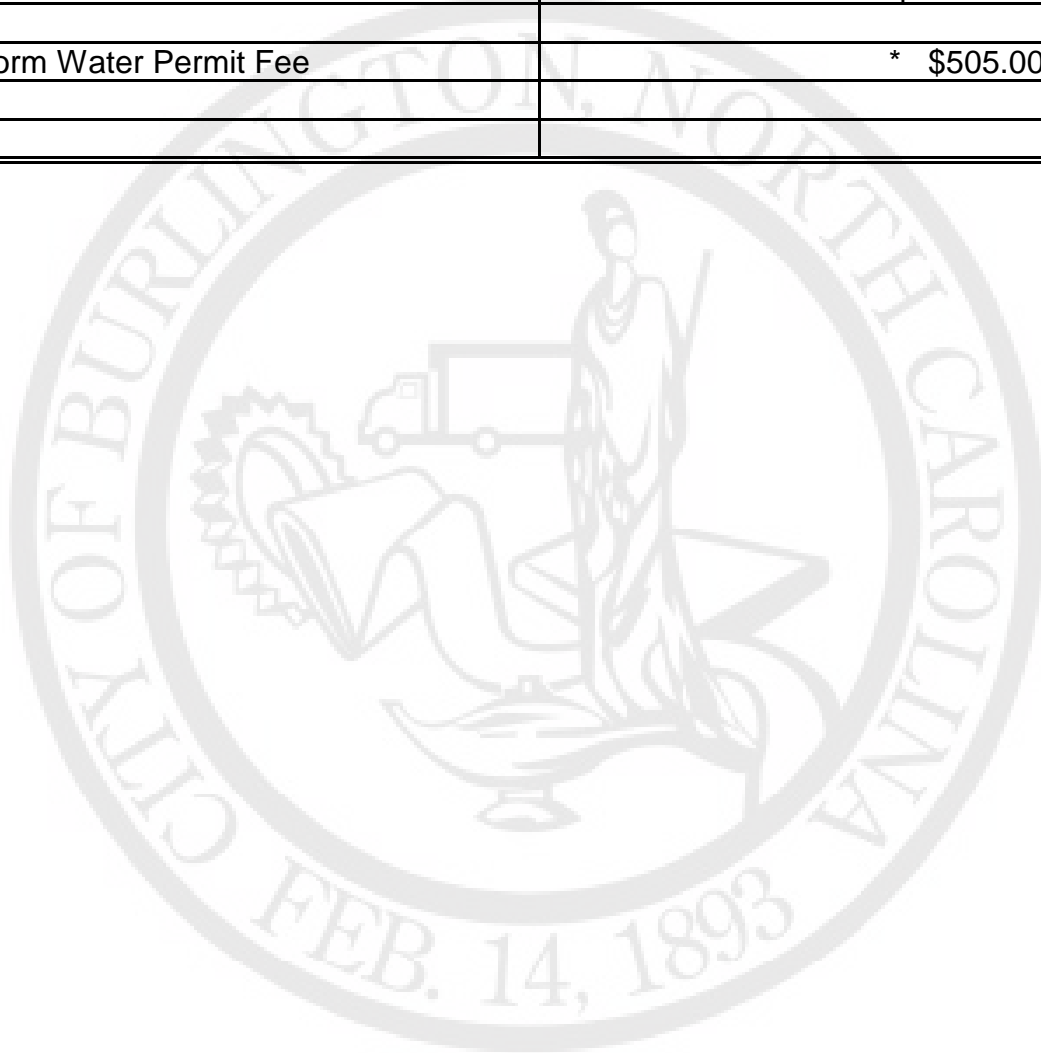 orm Water Permit Fee * $505.00
CITY OF BURLINGTON, NORTH CAROLINA
FEB. 14, 1893